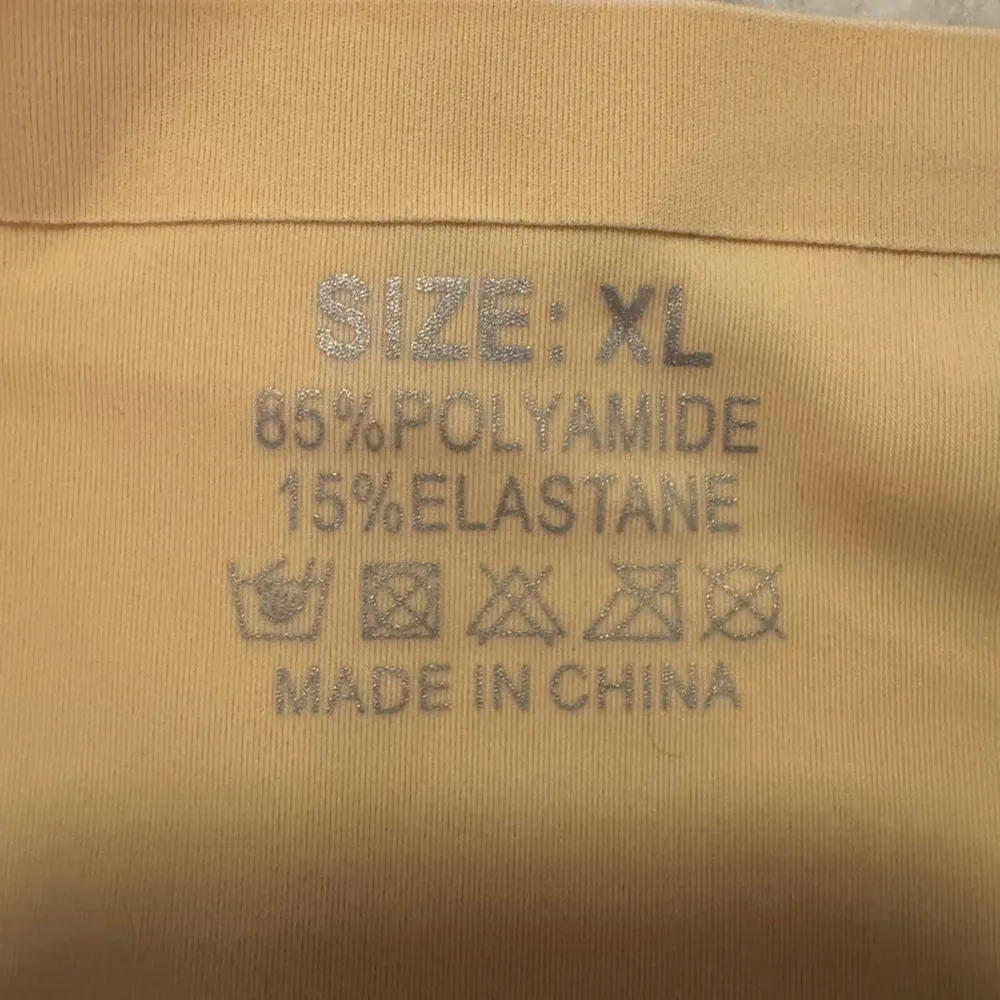 SIZE: XL
85%POLYAMIDE
15%ELASTANE
MADE IN CHINA